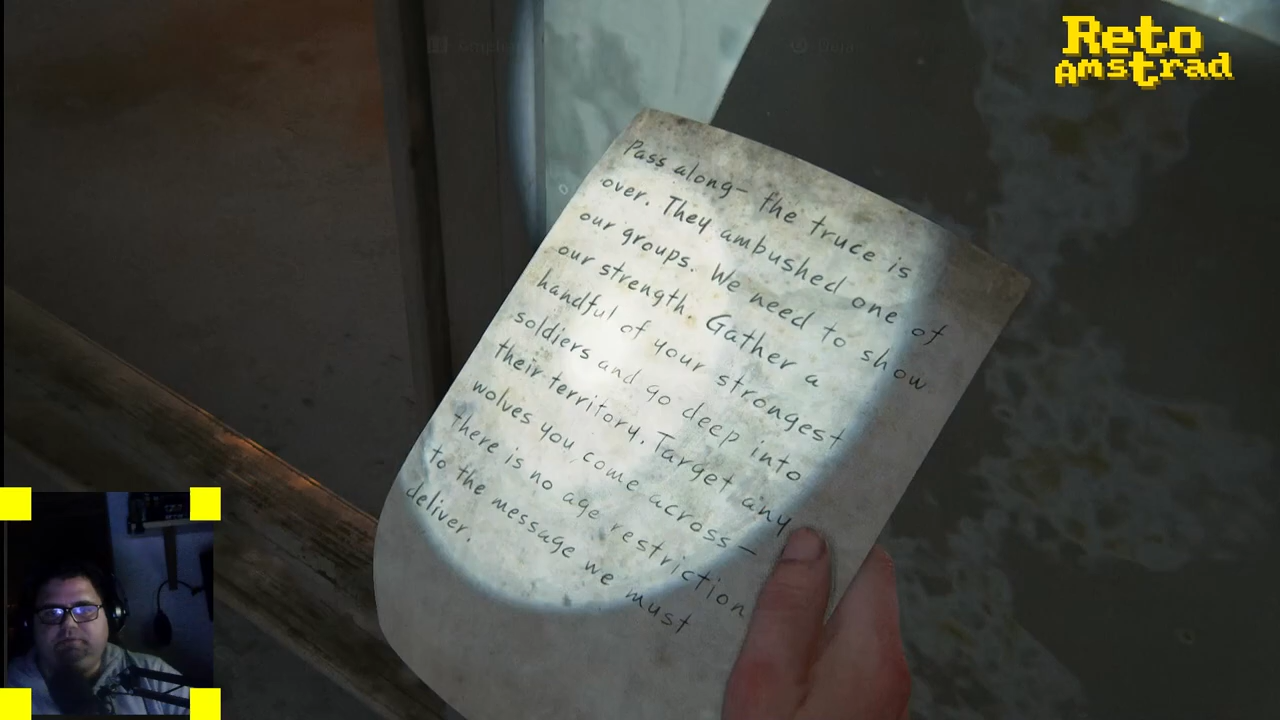 Reto
Amstrad
Pass along- the truce is
over. They ambushed one of
our groups. We need to show
our strength. Gather a
handful of your strongest
soldiers and go deep into
their territory. Target any
wolves you come across —
there is no age restriction
to the message we must
deliver.